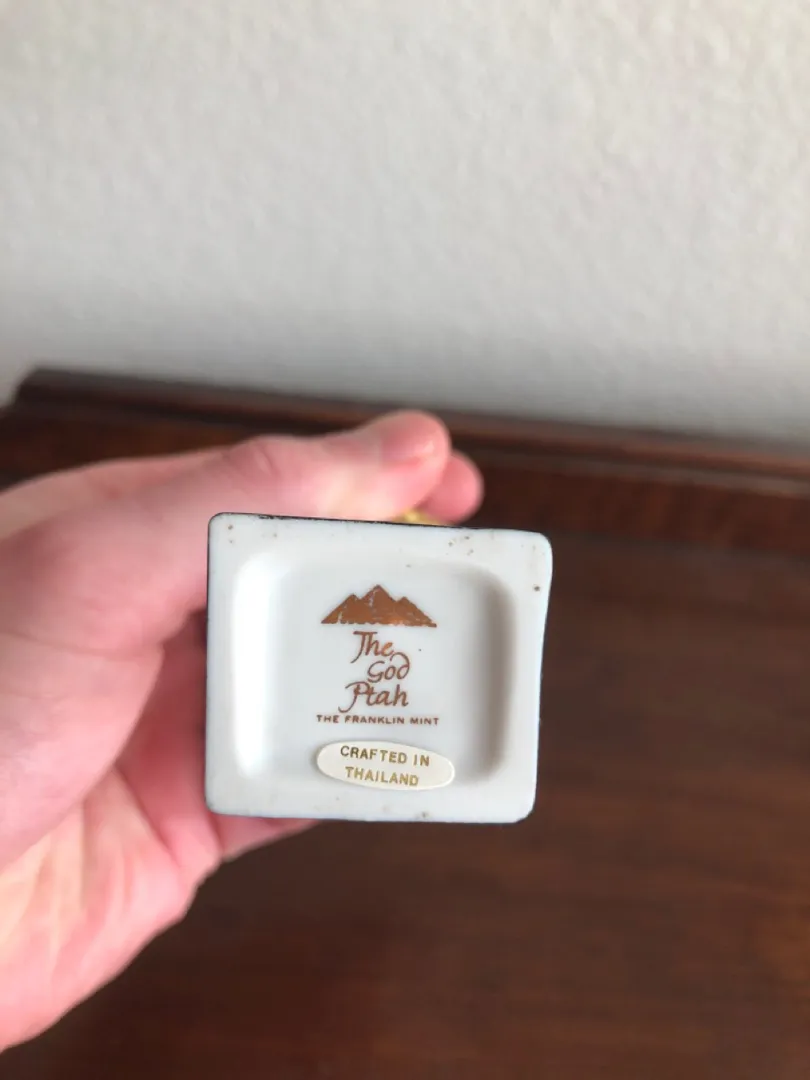 The
God
Ptah
THE FRANKLIN MINT
CRAFTED IN
THAILAND